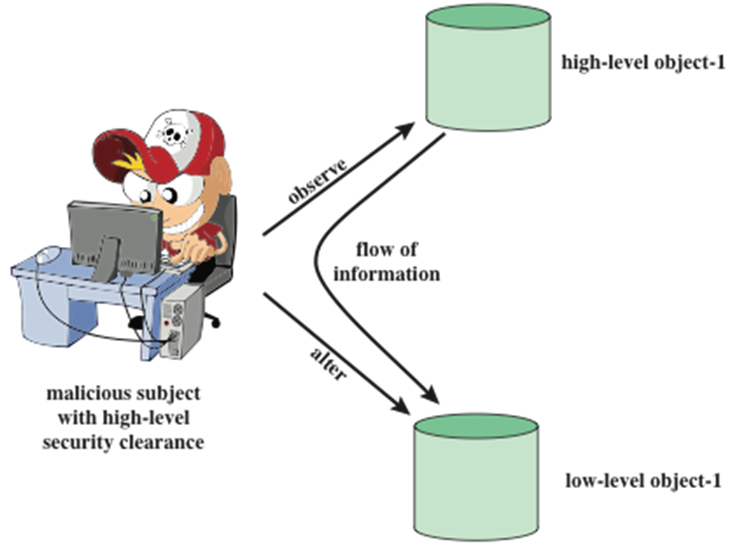 high-level object-1
observe
flow of
information
alter
malicious subject
with high-level
security clearance
low-level object-1